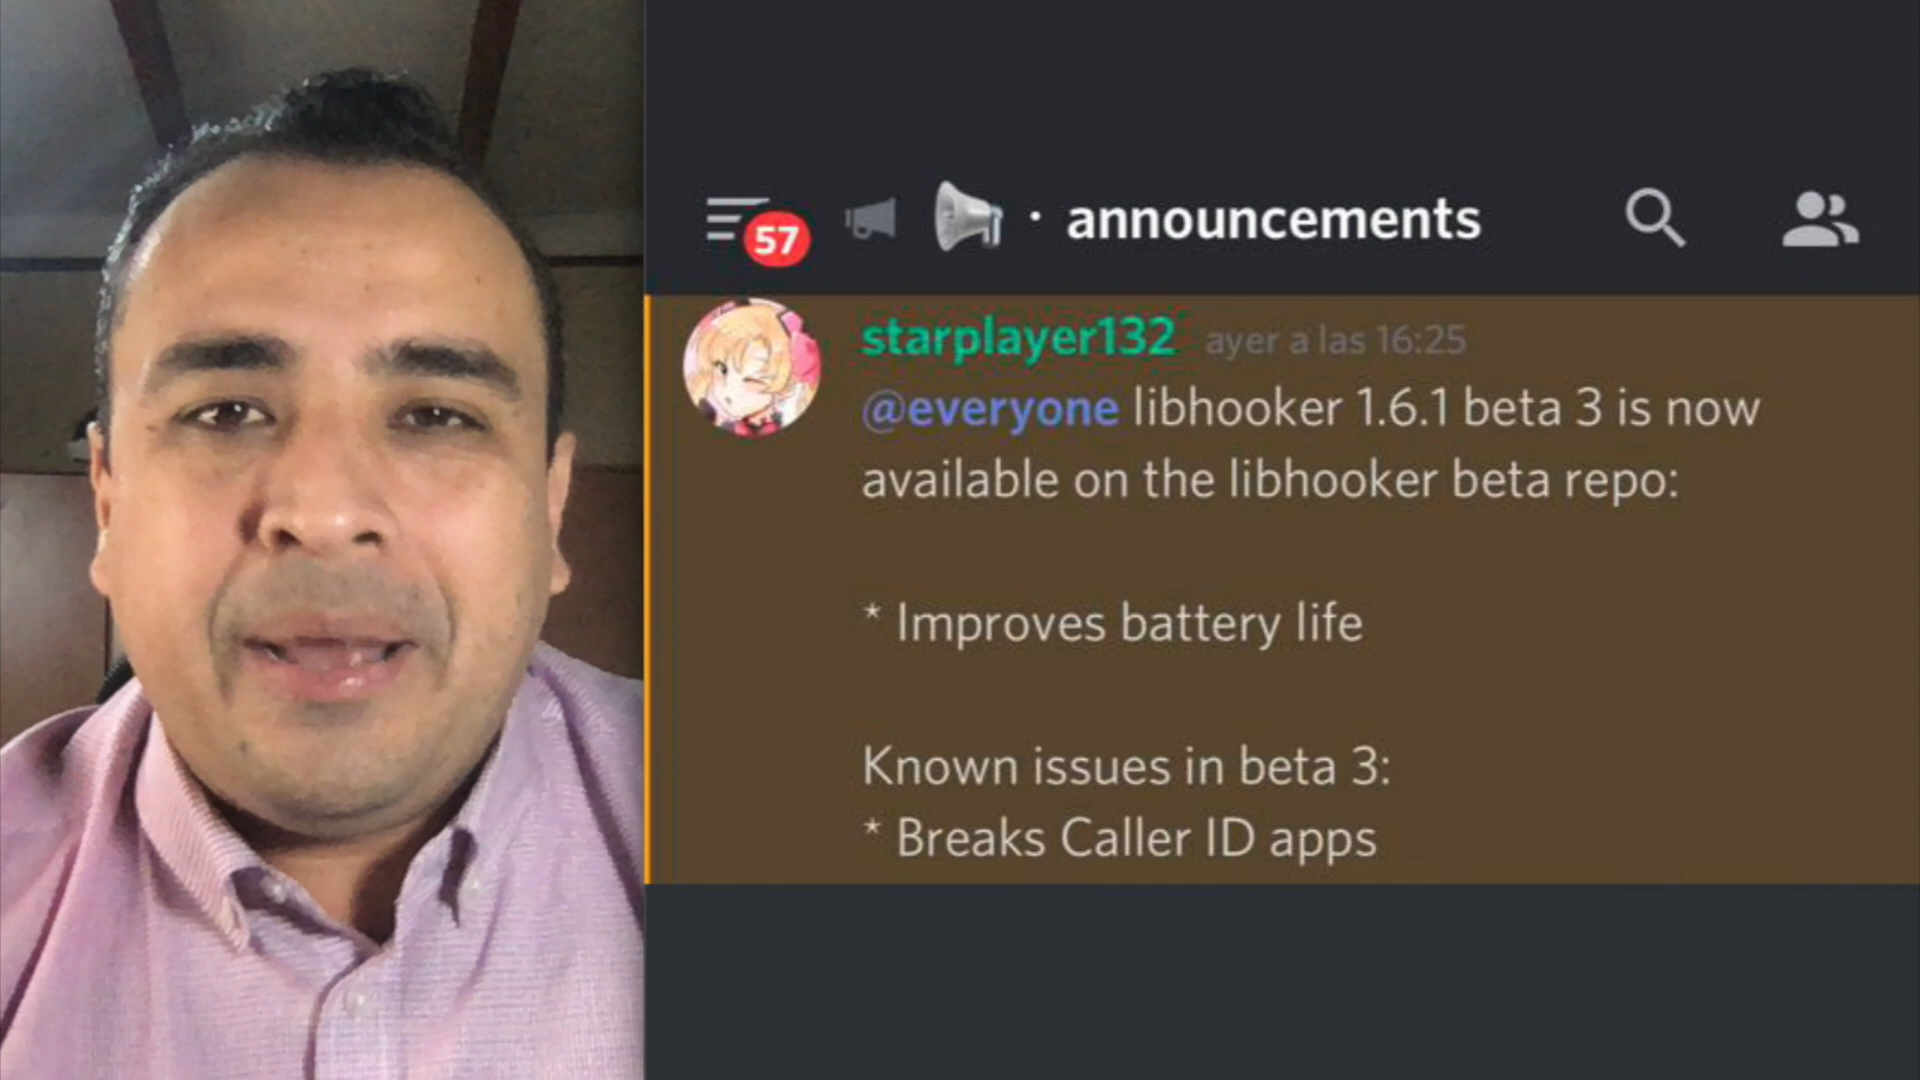 57 · announcements
starplayer132 ayer a las 16:25
@everyone libhooker 1.6.1 beta 3 is now
available on the libhooker beta repo:
* Improves battery life
Known issues in beta 3:
* Breaks Caller ID apps